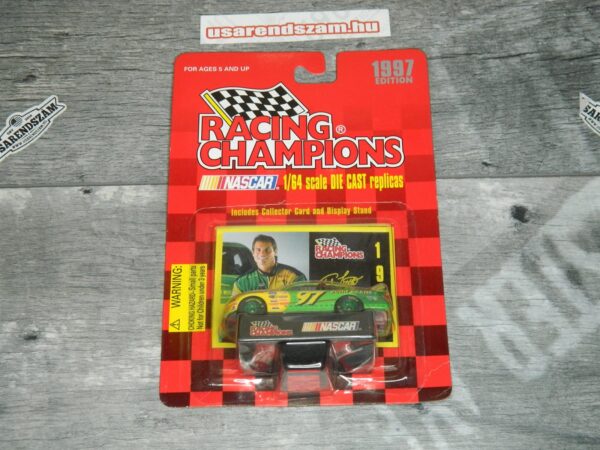 usarendszam.hu
FOR AGES 5 AND UP
1997
EDITION
RACING
CHAMPIONS®
NASCAR® 1/64 scale DIE CAST replicas
Includes Collector Card and Display Stand
RACING
CHAMPIONS
1
9
97
WARNING:
CHOKING HAZARD-Small parts
Not for Children under 3 years
RACING
CHAMPIONS
NASCAR